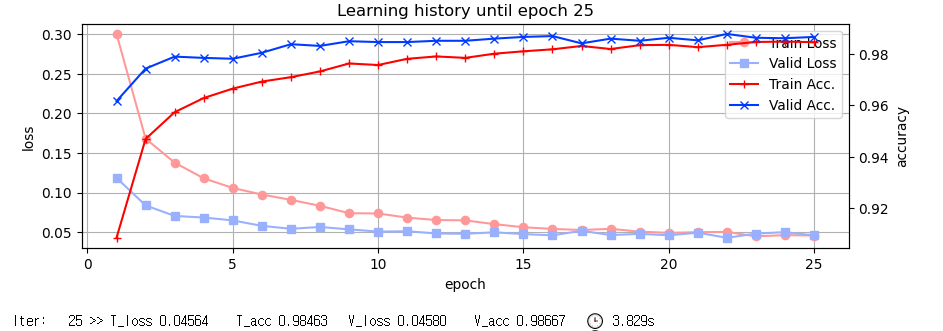 Learning history until epoch 25
0.30
0.25
0.20
0.15
0.10
0.05
loss
0.98
0.96
0.94
0.92
accuracy
Train Loss
Valid Loss
Train Acc.
Valid Acc.
0 5 10 15 20 25
epoch
Iter: 25 >> T_loss 0.04564 T_acc 0.98463 V_loss 0.04580 V_acc 0.98667 🕒 3.829s